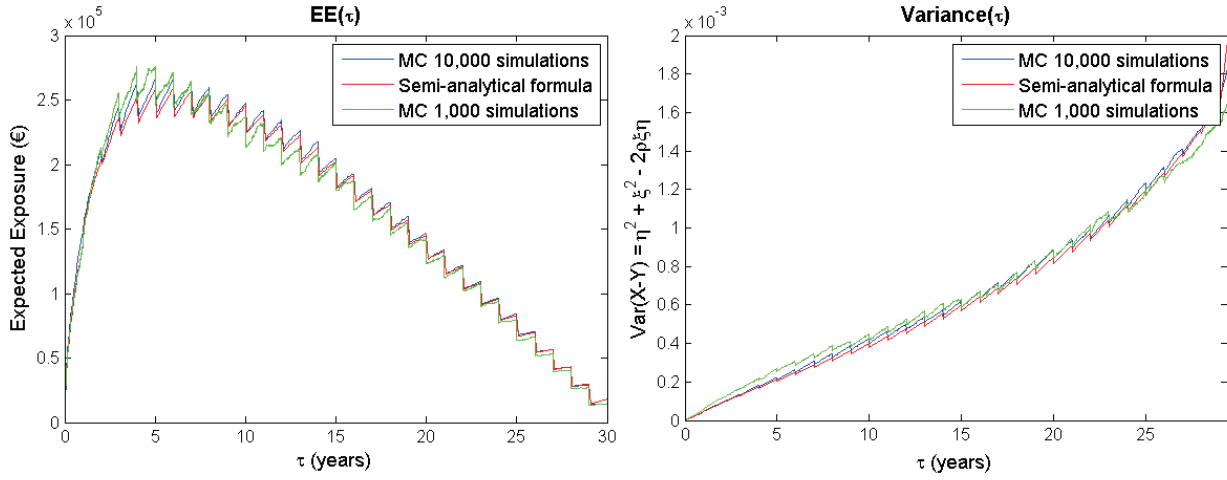 EE(τ)
x 10^5
Expected Exposure (€)
3
2.5
2
1.5
1
0.5
0
0
5
10
15
20
25
30
τ (years)
MC 10,000 simulations
Semi-analytical formula
MC 1,000 simulations
Variance(τ)
x 10^-3
Var(X-Y) = η^2 + ξ^2 - 2ρξη
2
1.8
1.6
1.4
1.2
1
0.8
0.6
0.4
0.2
0
0
5
10
15
20
25
τ (years)
MC 10,000 simulations
Semi-analytical formula
MC 1,000 simulations